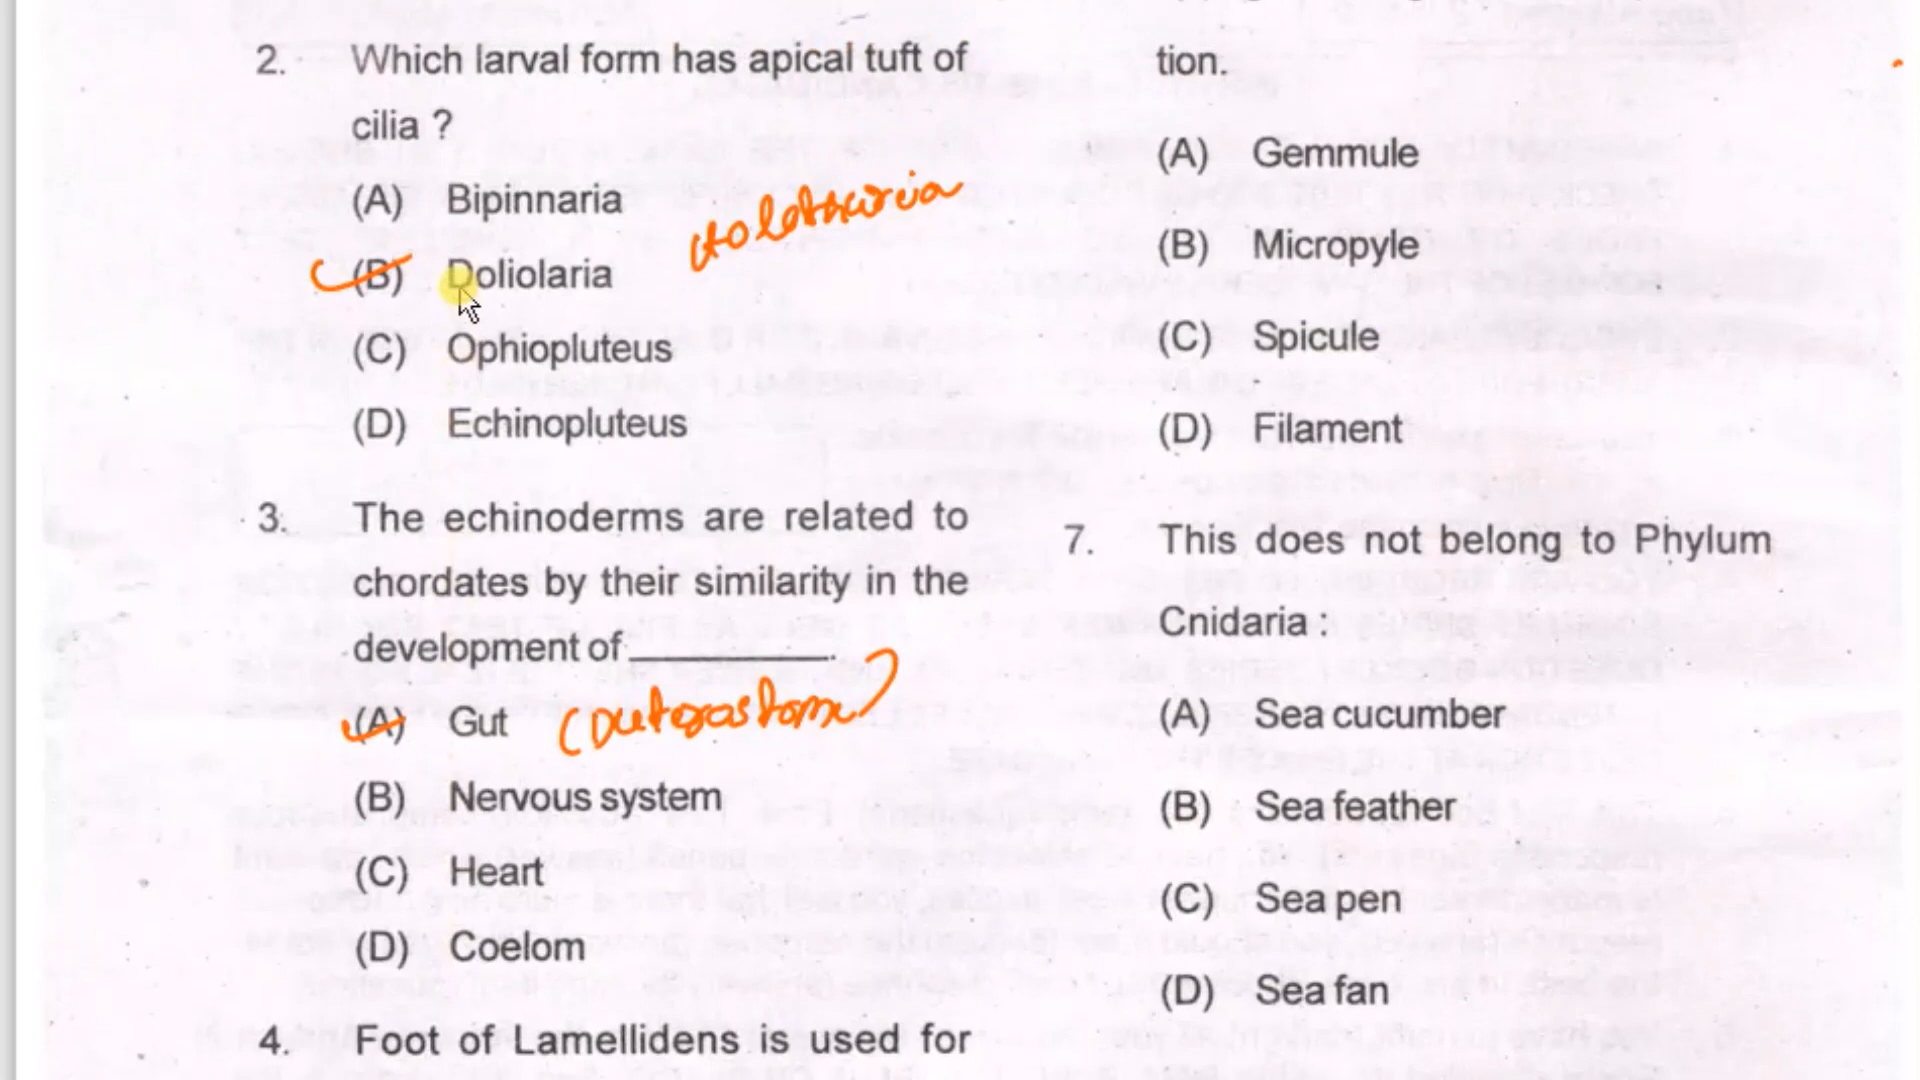 2. Which larval form has apical tuft of
cilia ?
(A) Bipinnaria
Holothuria
(B) Doliolaria
(C) Ophiopluteus
(D) Echinopluteus
3. The echinoderms are related to
chordates by their similarity in the
development of __________.
(A) Gut
(B) Nervous system
(C) Heart
(D) Coelom
4. Foot of Lamellidens is used for
tion.
(A) Gemmule
(B) Micropyle
(C) Spicule
(D) Filament
7. This does not belong to Phylum
Cnidaria :
(A) Sea cucumber
(B) Sea feather
(C) Sea pen
(D) Sea fan